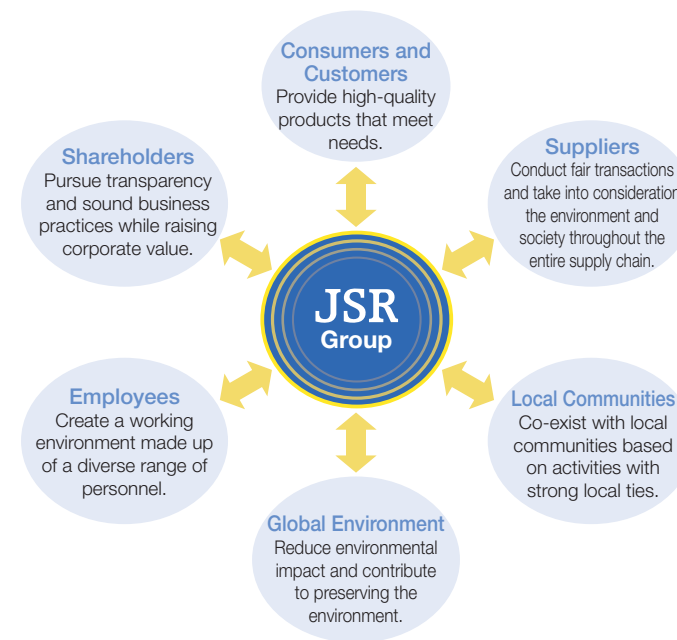 Consumers and
Customers
Provide high-quality
products that meet
needs.
Shareholders
Pursue transparency
and sound business
practices while raising
corporate value.
Suppliers
Conduct fair transactions
and take into consideration
the environment and
society throughout the
entire supply chain.
JSR
Group
Employees
Create a working
environment made up
of a diverse range of
personnel.
Local Communities
Co-exist with local
communities based
on activities with
strong local ties.
Global Environment
Reduce environmental
impact and contribute
to preserving the
environment.